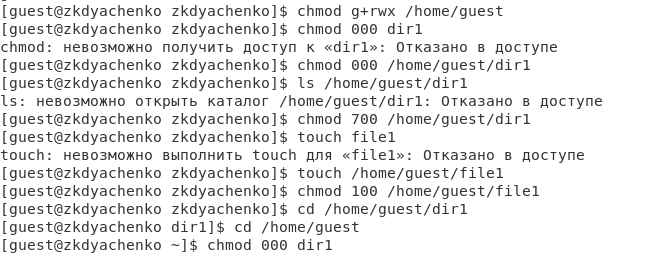 [guest@zkdyachenko zkdyachenko]$ chmod g+rwx /home/guest
[guest@zkdyachenko zkdyachenko]$ chmod 000 dir1
chmod: невозможно получить доступ к «dir1»: Отказано в доступе
[guest@zkdyachenko zkdyachenko]$ chmod 000 /home/guest/dir1
[guest@zkdyachenko zkdyachenko]$ ls /home/guest/dir1
ls: невозможно открыть каталог /home/guest/dir1: Отказано в доступе
[guest@zkdyachenko zkdyachenko]$ chmod 700 /home/guest/dir1
[guest@zkdyachenko zkdyachenko]$ touch file1
touch: невозможно выполнить touch для «file1»: Отказано в доступе
[guest@zkdyachenko zkdyachenko]$ touch /home/guest/file1
[guest@zkdyachenko zkdyachenko]$ chmod 100 /home/guest/file1
[guest@zkdyachenko zkdyachenko]$ cd /home/guest/dir1
[guest@zkdyachenko dir1]$ cd /home/guest
[guest@zkdyachenko ~]$ chmod 000 dir1